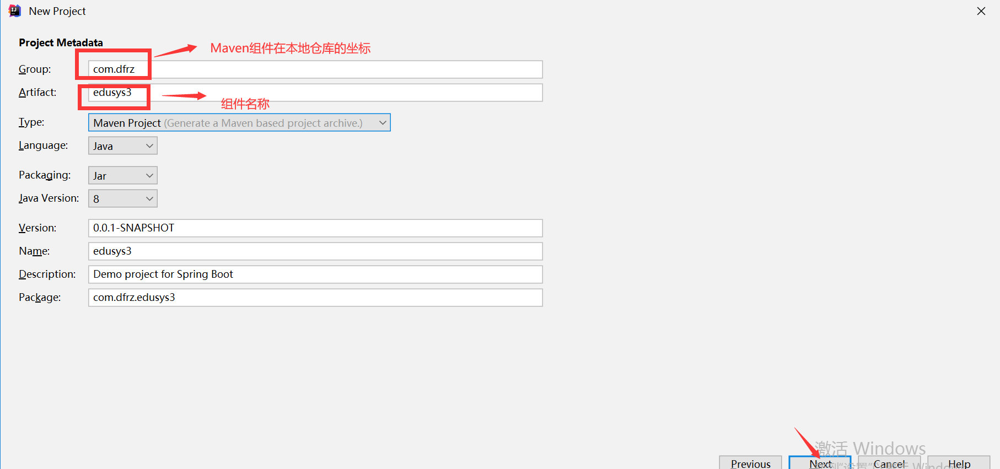 New Project
Project Metadata
Maven组件在本地仓库的坐标
Group: com.dfrz
Artifact: edusys3
组件名称
Type: Maven Project (Generate a Maven based project archive.)
Language: Java
Packaging: Jar
Java Version: 8
Version: 0.0.1-SNAPSHOT
Name: edusys3
Description: Demo project for Spring Boot
Package: com.dfrz.edusys3
激活 Windows
Previous Next Cancel Help